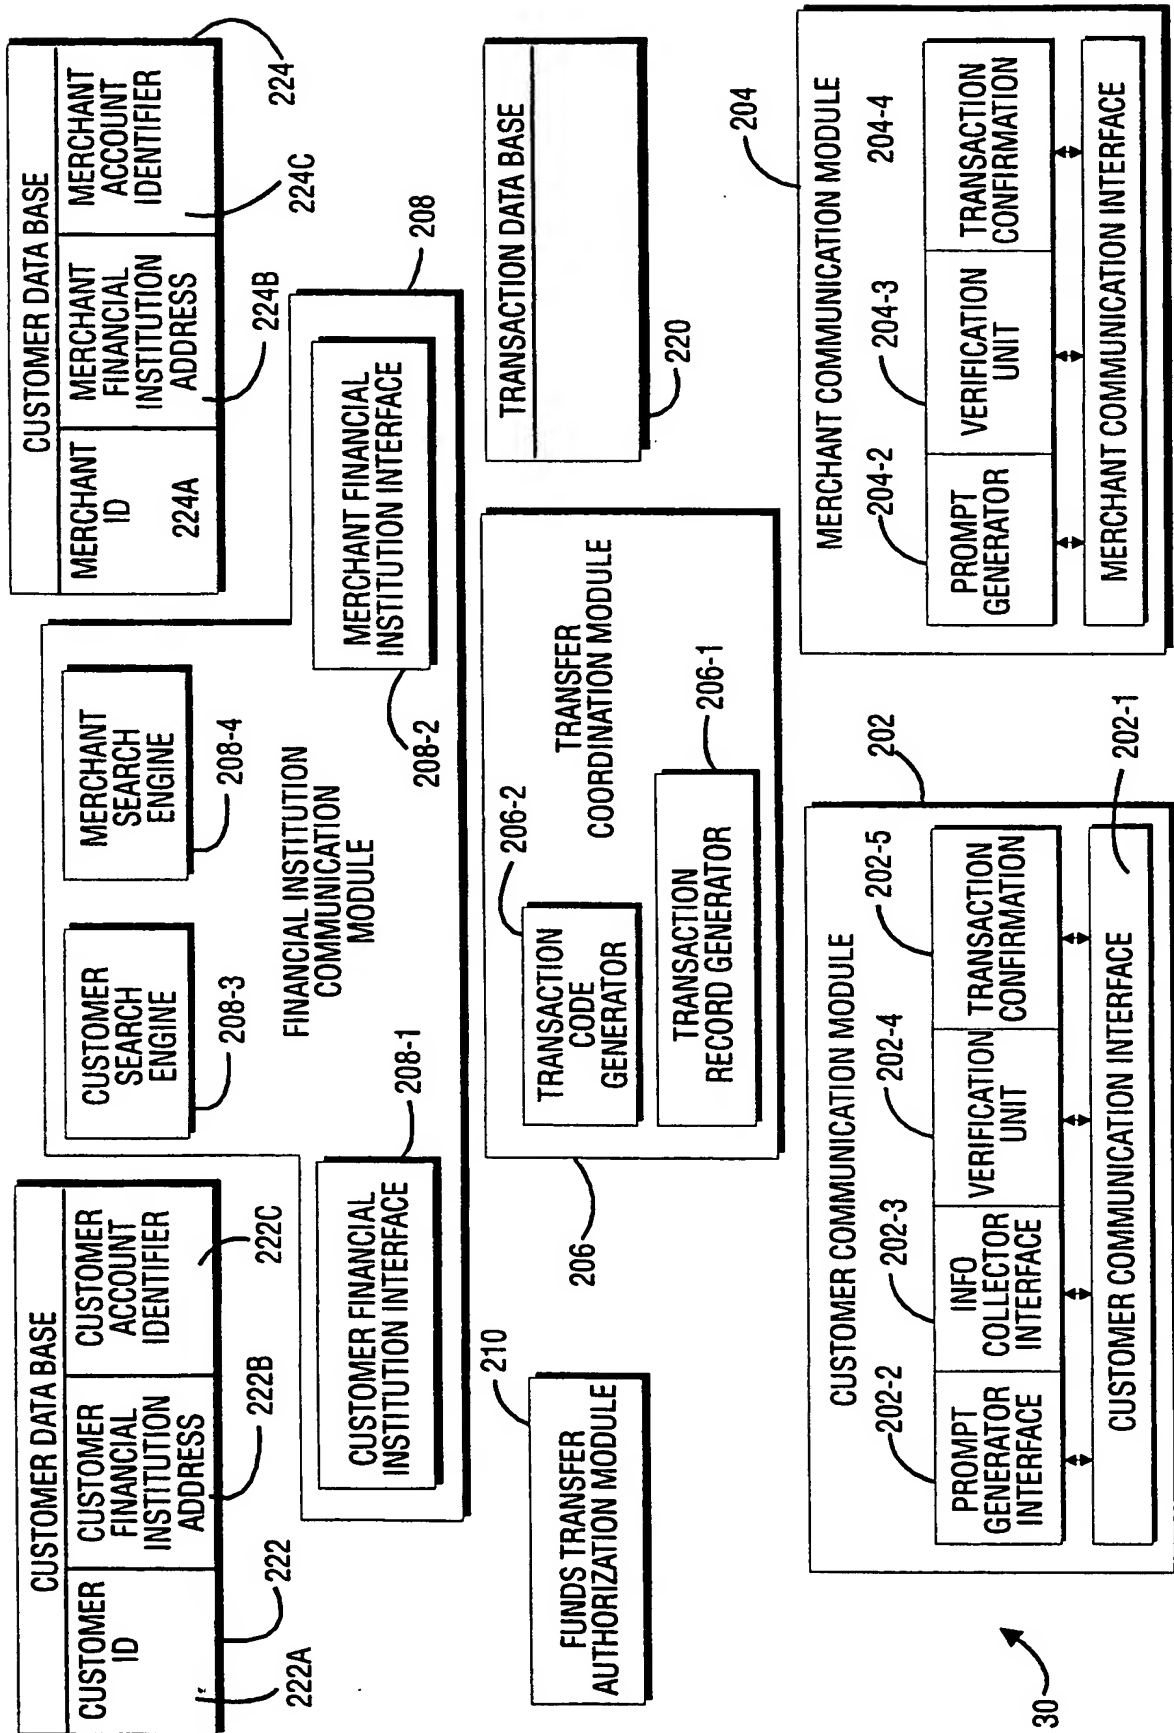 CUSTOMER DATA BASE
CUSTOMER
ID
CUSTOMER
FINANCIAL
INSTITUTION
ADDRESS
CUSTOMER
ACCOUNT
IDENTIFIER
222A
222
222B
222C
CUSTOMER
SEARCH
ENGINE
208-3
MERCHANT
SEARCH
ENGINE
208-4
FINANCIAL INSTITUTION
COMMUNICATION
MODULE
CUSTOMER FINANCIAL
INSTITUTION INTERFACE
208-1
MERCHANT FINANCIAL
INSTITUTION INTERFACE
208-2
208
CUSTOMER DATA BASE
MERCHANT
ID
224A
MERCHANT
FINANCIAL
INSTITUTION
ADDRESS
224B
MERCHANT
ACCOUNT
IDENTIFIER
224C
224
210
FUNDS TRANSFER
AUTHORIZATION MODULE
206
TRANSACTION
CODE
GENERATOR
206-2
TRANSFER
COORDINATION MODULE
TRANSACTION
RECORD GENERATOR
206-1
TRANSACTION DATA BASE
220
30
CUSTOMER COMMUNICATION MODULE
202
202-2
202-3
202-4
202-5
PROMPT
GENERATOR
INTERFACE
INFO
COLLECTOR
INTERFACE
VERIFICATION
UNIT
TRANSACTION
CONFIRMATION
CUSTOMER COMMUNICATION INTERFACE
202-1
MERCHANT COMMUNICATION MODULE
204
204-2
204-3
204-4
PROMPT
GENERATOR
VERIFICATION
UNIT
TRANSACTION
CONFIRMATION
MERCHANT COMMUNICATION INTERFACE